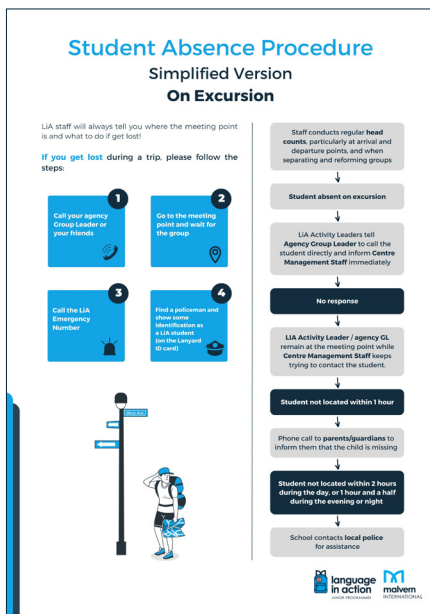 Student Absence Procedure
Simplified Version
On Excursion
LiA staff will always tell you where the meeting point
is and what to do if get lost!
If you get lost during a trip, please follow the
steps:
1
Call your agency
Group Leader or
your friends
2
Go to the meeting
point and wait for
the group
3
Call the LiA
Emergency
Number
4
Find a policeman and
show some
identification as
a LiA student
(on the Lanyard
ID card)
Staff conducts regular head
counts, particularly at arrival and
departure points, and when
separating and reforming groups
Student absent on excursion
LiA Activity Leaders tell
Agency Group Leader to call the
student directly and inform Centre
Management Staff immediately
No response
LIA Activity Leader / agency GL
remain at the meeting point while
Centre Management Staff keeps
trying to contact the student.
Student not located within 1 hour
Phone call to parents/guardians to
inform them that the child is missing
Student not located within 2 hours
during the day, or 1 hour and a half
during the evening or night
School contacts local police
for assistance
language
in action
JUNIOR PROGRAMMES
malvern
INTERNATIONAL